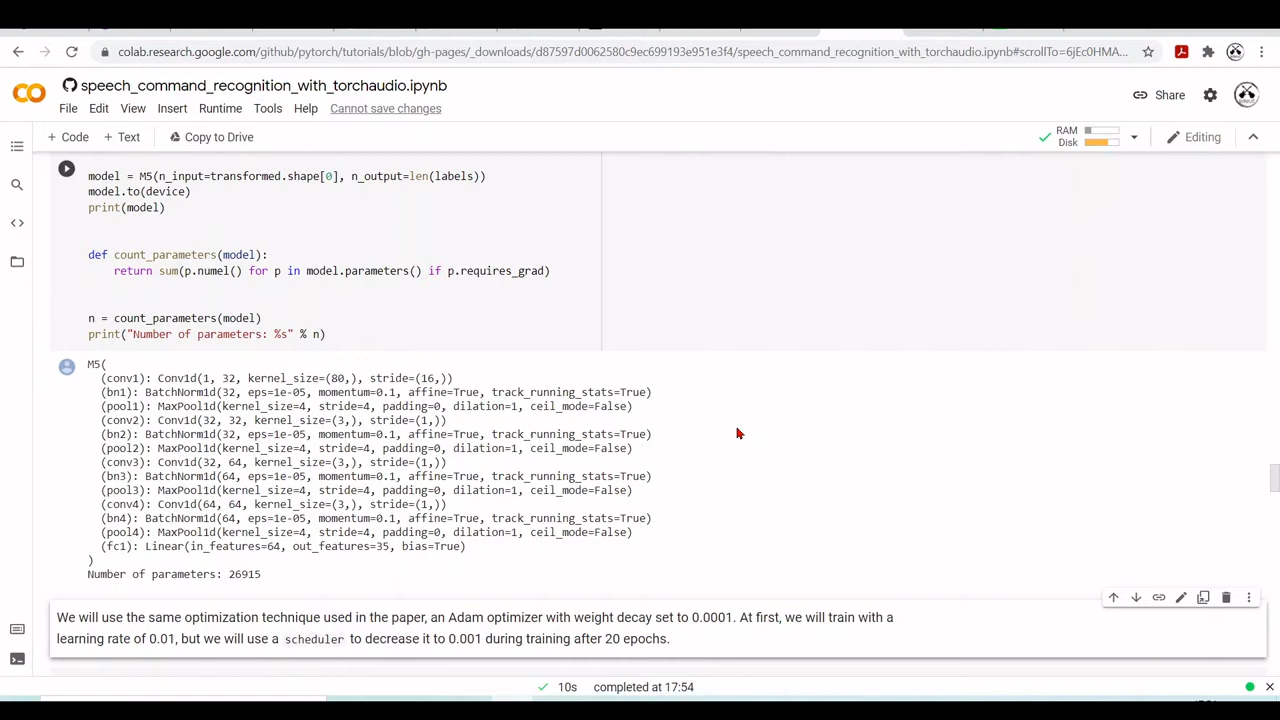 colab.research.google.com/github/pytorch/tutorials/blob/gh-pages/_downloads/d87597d0062580c9ec699193e951e3f4/speech_command_recognition_with_torchaudio.ipynb#scrollTo=6jEc0HMA...
speech_command_recognition_with_torchaudio.ipynb
File Edit View Insert Runtime Tools Help Cannot save changes
Share
+ Code + Text Copy to Drive
RAM
Disk
Editing
model = M5(n_input=transformed.shape[0], n_output=len(labels))
model.to(device)
print(model)
def count_parameters(model):
return sum(p.numel() for p in model.parameters() if p.requires_grad)
n = count_parameters(model)
print("Number of parameters: %s" % n)
M5(
(conv1): Conv1d(1, 32, kernel_size=(80,), stride=(16,))
(bn1): BatchNorm1d(32, eps=1e-05, momentum=0.1, affine=True, track_running_stats=True)
(pool1): MaxPool1d(kernel_size=4, stride=4, padding=0, dilation=1, ceil_mode=False)
(conv2): Conv1d(32, 32, kernel_size=(3,), stride=(1,))
(bn2): BatchNorm1d(32, eps=1e-05, momentum=0.1, affine=True, track_running_stats=True)
(pool2): MaxPool1d(kernel_size=4, stride=4, padding=0, dilation=1, ceil_mode=False)
(conv3): Conv1d(32, 64, kernel_size=(3,), stride=(1,))
(bn3): BatchNorm1d(64, eps=1e-05, momentum=0.1, affine=True, track_running_stats=True)
(pool3): MaxPool1d(kernel_size=4, stride=4, padding=0, dilation=1, ceil_mode=False)
(conv4): Conv1d(64, 64, kernel_size=(3,), stride=(1,))
(bn4): BatchNorm1d(64, eps=1e-05, momentum=0.1, affine=True, track_running_stats=True)
(pool4): MaxPool1d(kernel_size=4, stride=4, padding=0, dilation=1, ceil_mode=False)
(fc1): Linear(in_features=64, out_features=35, bias=True)
)
Number of parameters: 26915
We will use the same optimization technique used in the paper, an Adam optimizer with weight decay set to 0.0001. At first, we will train with a
learning rate of 0.01, but we will use a scheduler to decrease it to 0.001 during training after 20 epochs.
10s completed at 17:54